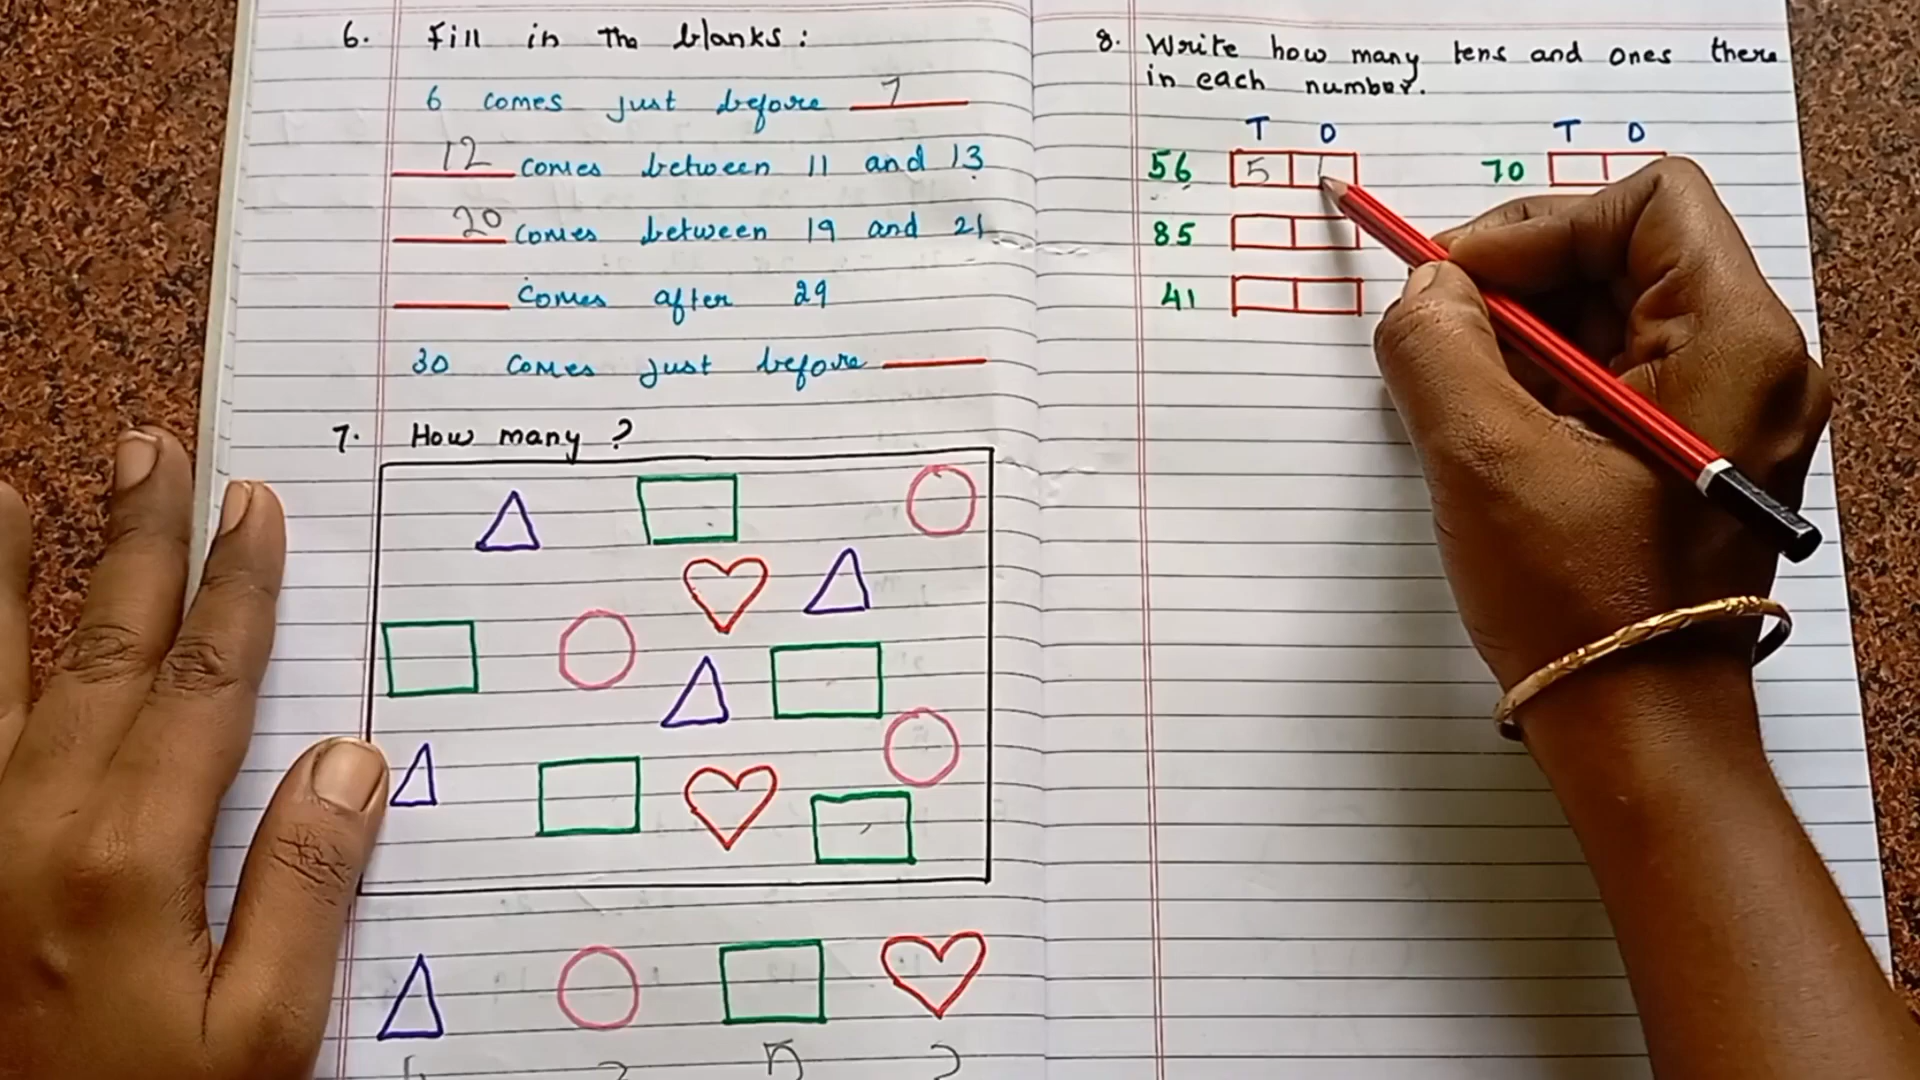 6. Fill in the blanks :
6 comes just before 7
12 comes between 11 and 13
20 comes between 19 and 21
comes after 29
30 comes just before
7. How many ?
5
8. Write how many tens and ones there
in each number.
T O
T O
56 5
70
85
41